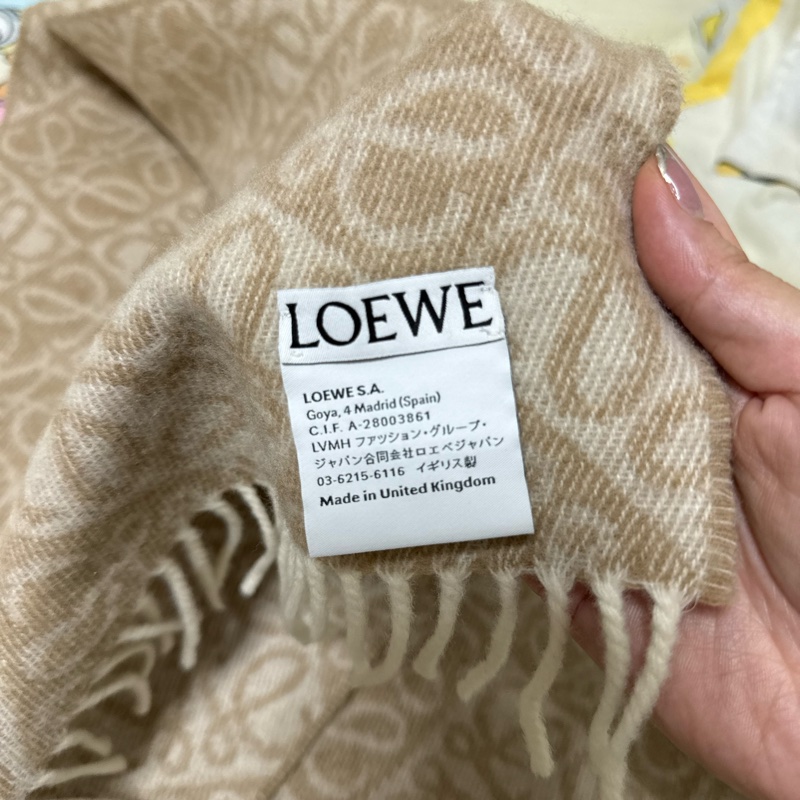 LOEWE
LOEWE S.A.
Goya, 4 Madrid (Spain)
C.I.F. A-28003861
LVMH ファッション・グループ・
ジャパン合同会社ロエベジャパン
03-6215-6116 イギリス製
Made in United Kingdom